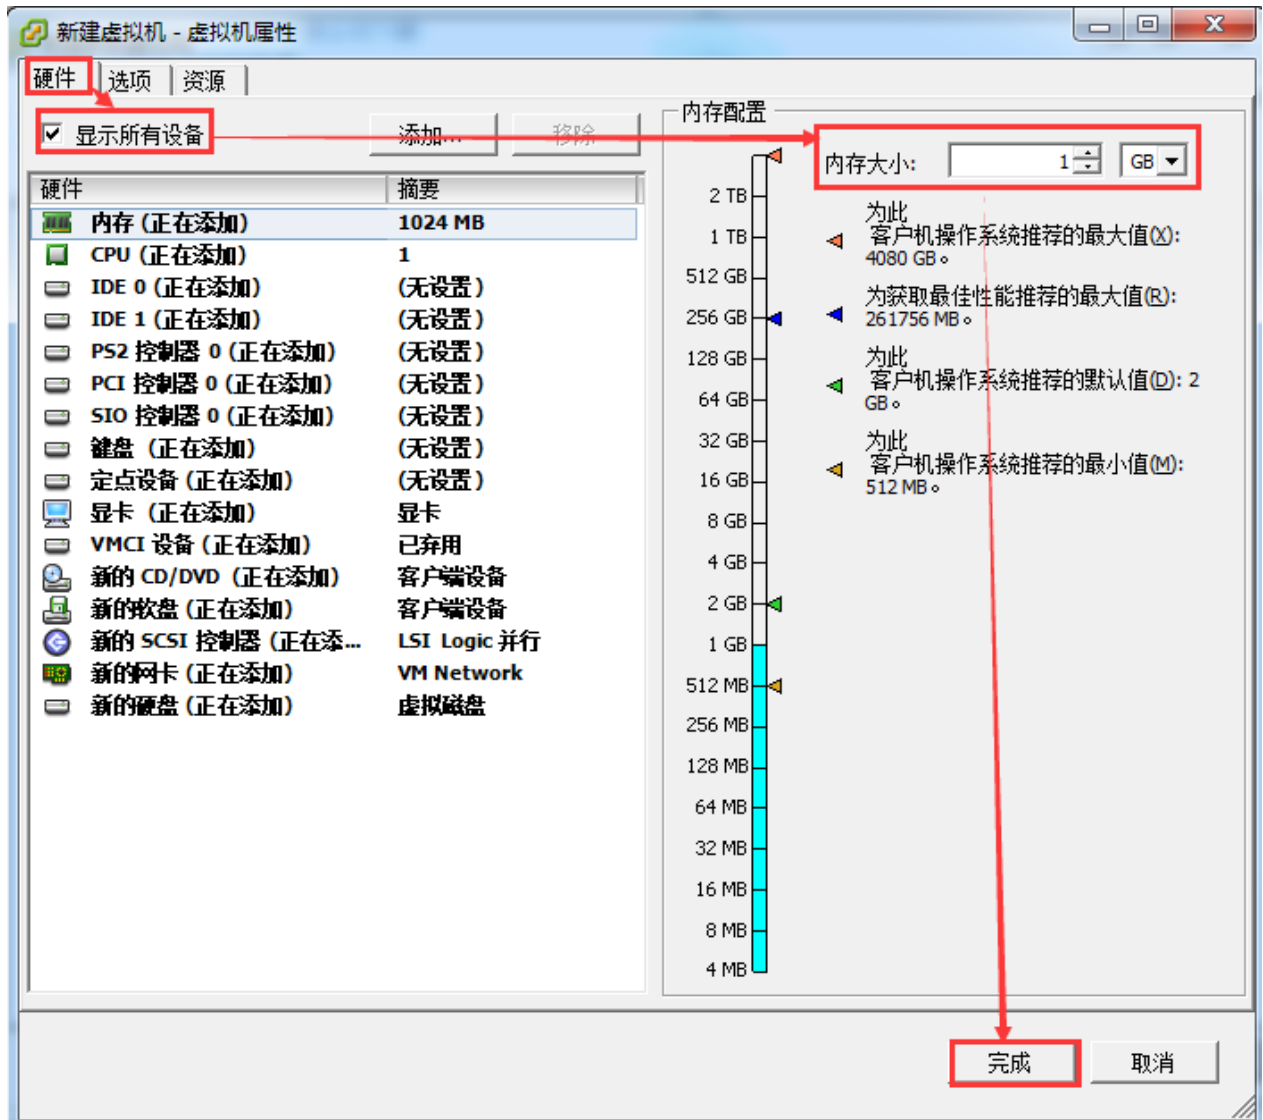 新建虚拟机 - 虚拟机属性
硬件 选项 资源
显示所有设备 添加... 移除
硬件 摘要
内存 (正在添加) 1024 MB
CPU (正在添加) 1
IDE 0 (正在添加) (无设置)
IDE 1 (正在添加) (无设置)
PS2 控制器 0 (正在添加) (无设置)
PCI 控制器 0 (正在添加) (无设置)
SIO 控制器 0 (正在添加) (无设置)
键盘 (正在添加) (无设置)
定点设备 (正在添加) (无设置)
显卡 (正在添加) 显卡
VMCI 设备 (正在添加) 已弃用
新的 CD/DVD (正在添加) 客户端设备
新的软盘 (正在添加) 客户端设备
新的 SCSI 控制器 (正在添... LSI Logic 并行
新的网卡 (正在添加) VM Network
新的硬盘 (正在添加) 虚拟磁盘
内存配置
2 TB
1 TB
512 GB
256 GB
128 GB
64 GB
32 GB
16 GB
8 GB
4 GB
2 GB
1 GB
512 MB
256 MB
128 MB
64 MB
32 MB
16 MB
8 MB
4 MB
内存大小: 1 GB
为此
客户机操作系统推荐的最大值(X):
4080 GB。
为获取最佳性能推荐的最大值(R):
261756 MB。
为此
客户机操作系统推荐的默认值(D): 2
GB。
为此
客户机操作系统推荐的最小值(M):
512 MB。
完成 取消